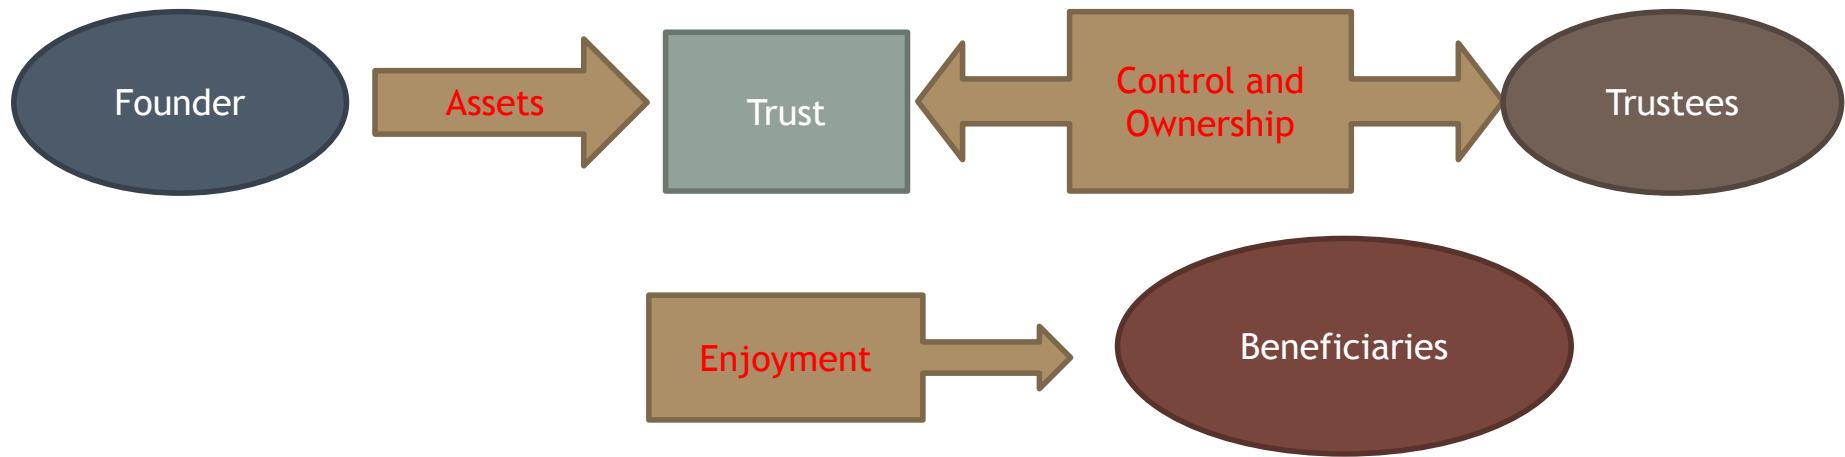 Founder
Assets
Trust
Control and
Ownership
Trustees
Enjoyment
Beneficiaries